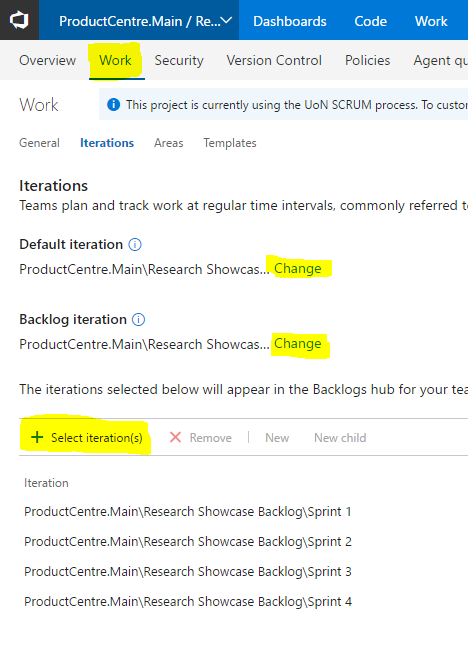 ProductCentre.Main / Re... Dashboards Code Work
Overview Work Security Version Control Policies Agent qu
Work This project is currently using the UoN SCRUM process. To custo
General Iterations Areas Templates
Iterations
Teams plan and track work at regular time intervals, commonly referred t
Default iteration
ProductCentre.Main\Research Showcas... Change
Backlog iteration
ProductCentre.Main\Research Showcas... Change
The iterations selected below will appear in the Backlogs hub for your tea
+ Select iteration(s) Remove New New child
Iteration
ProductCentre.Main\Research Showcase Backlog\Sprint 1
ProductCentre.Main\Research Showcase Backlog\Sprint 2
ProductCentre.Main\Research Showcase Backlog\Sprint 3
ProductCentre.Main\Research Showcase Backlog\Sprint 4